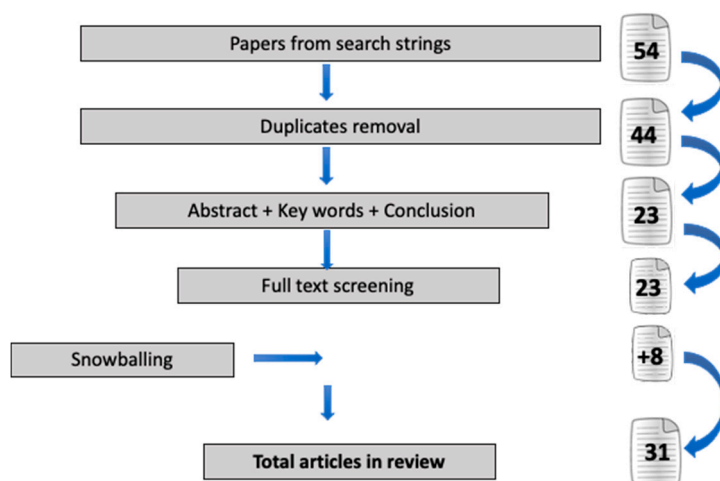 Papers from search strings
54
Duplicates removal
44
Abstract + Key words + Conclusion
23
Full text screening
23
Snowballing
+8
Total articles in review
31